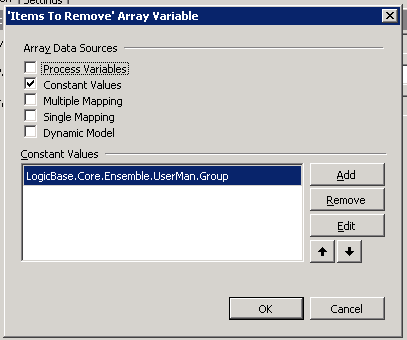 Settings
'Items To Remove' Array Variable
Array Data Sources
Process Variables
Constant Values
Multiple Mapping
Single Mapping
Dynamic Model
Constant Values
LogicBase.Core.Ensemble.UserMan.Group
Add
Remove
Edit
OK
Cancel